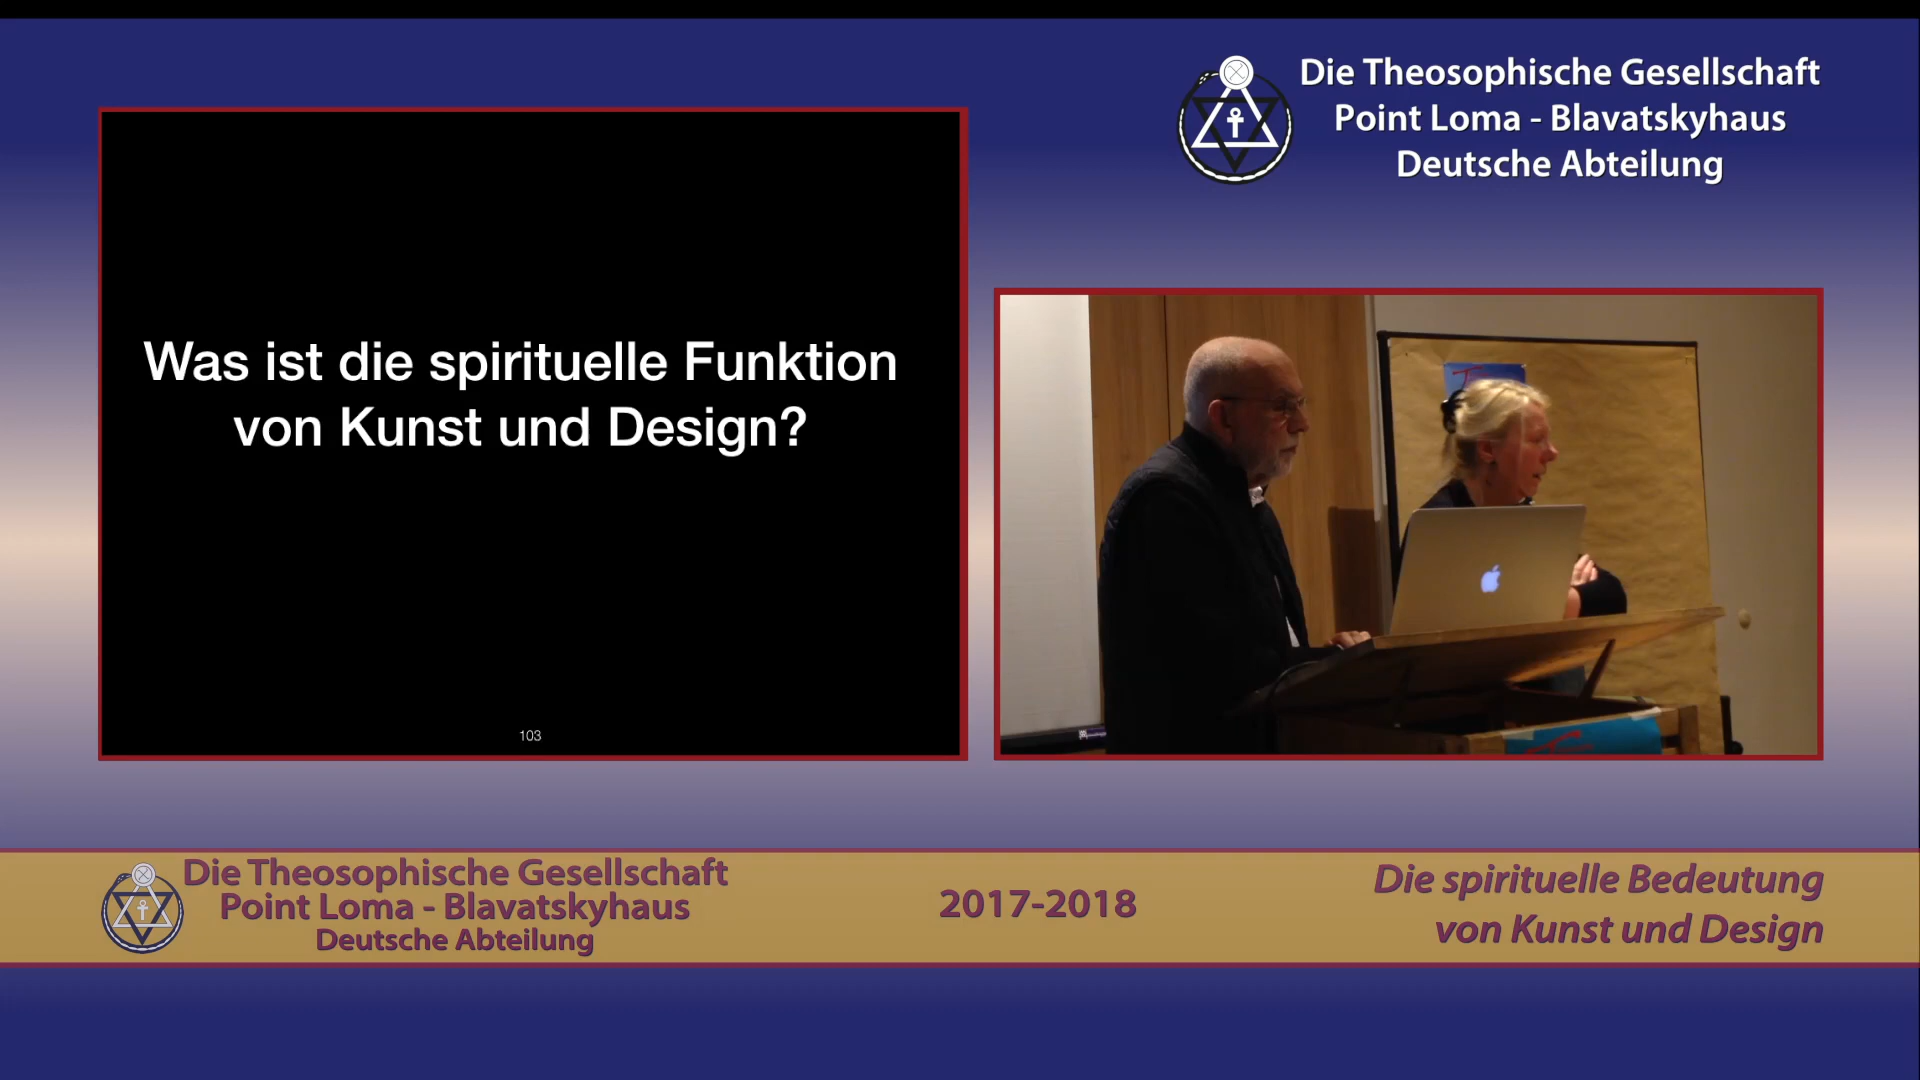 Die Theosophische Gesellschaft
Point Loma - Blavatskyhaus
Deutsche Abteilung
Was ist die spirituelle Funktion
von Kunst und Design?
103
Die Theosophische Gesellschaft
Point Loma - Blavatskyhaus
Deutsche Abteilung
2017-2018
Die spirituelle Bedeutung
von Kunst und Design